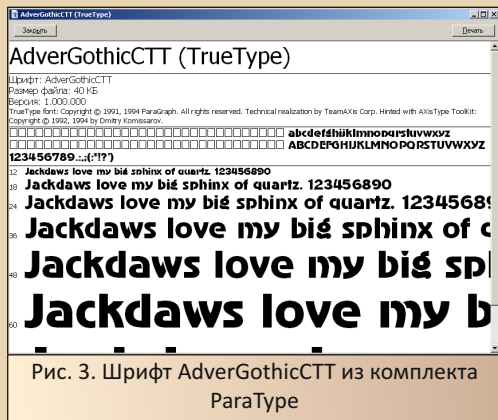 AdverGothicCTT (TrueType)
Закрыть
Печать
AdverGothicCTT (TrueType)
Шрифт: AdverGothicCTT
Размер файла: 40 КБ
Версия: 1.000.000
TrueType font: Copyright © 1991, 1994 ParaGraph. All rights reserved. Technical realization by TeamAXis Corp. Hinted with AXisType ToolKit:
Copyright © 1992, 1994 by Dmitry Komissarov.
abcdefghijklmnopqrstuvwxyz
ABCDEFGHIJKLMNOPQRSTUVWXYZ
123456789.:,;(:*!?')
12 Jackdaws love my big sphinx of quartz. 123456890
18 Jackdaws love my big sphinx of quartz. 123456890
24 Jackdaws love my big sphinx of quartz. 12345689
36 Jackdaws love my big sphinx of
48 Jackdaws love my big sp
60 Jackdaws love my b
Рис. 3. Шрифт AdverGothicCTT из комплекта
ParaType